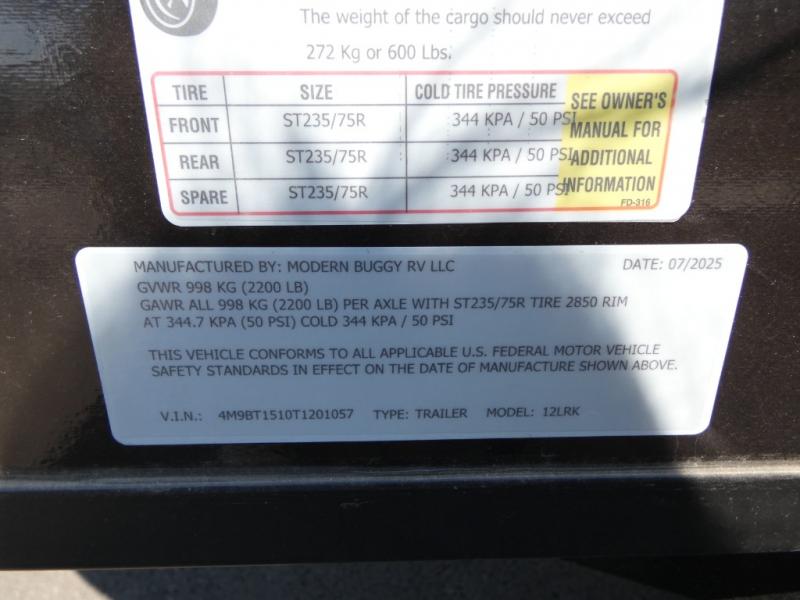 The weight of the cargo should never exceed
272 Kg or 600 Lbs.
TIRE SIZE COLD TIRE PRESSURE SEE OWNER'S
FRONT ST235/75R 344 KPA / 50 PSI MANUAL FOR
REAR ST235/75R 344 KPA / 50 PSI ADDITIONAL
SPARE ST235/75R 344 KPA / 50 PSI INFORMATION
FD-316
MANUFACTURED BY: MODERN BUGGY RV LLC DATE: 07/2025
GVWR 998 KG (2200 LB)
GAWR ALL 998 KG (2200 LB) PER AXLE WITH ST235/75R TIRE 2850 RIM
AT 344.7 KPA (50 PSI) COLD 344 KPA / 50 PSI
THIS VEHICLE CONFORMS TO ALL APPLICABLE U.S. FEDERAL MOTOR VEHICLE
SAFETY STANDARDS IN EFFECT ON THE DATE OF MANUFACTURE SHOWN ABOVE.
V.I.N.: 4M9BT1510T1201057 TYPE: TRAILER MODEL: 12LRK